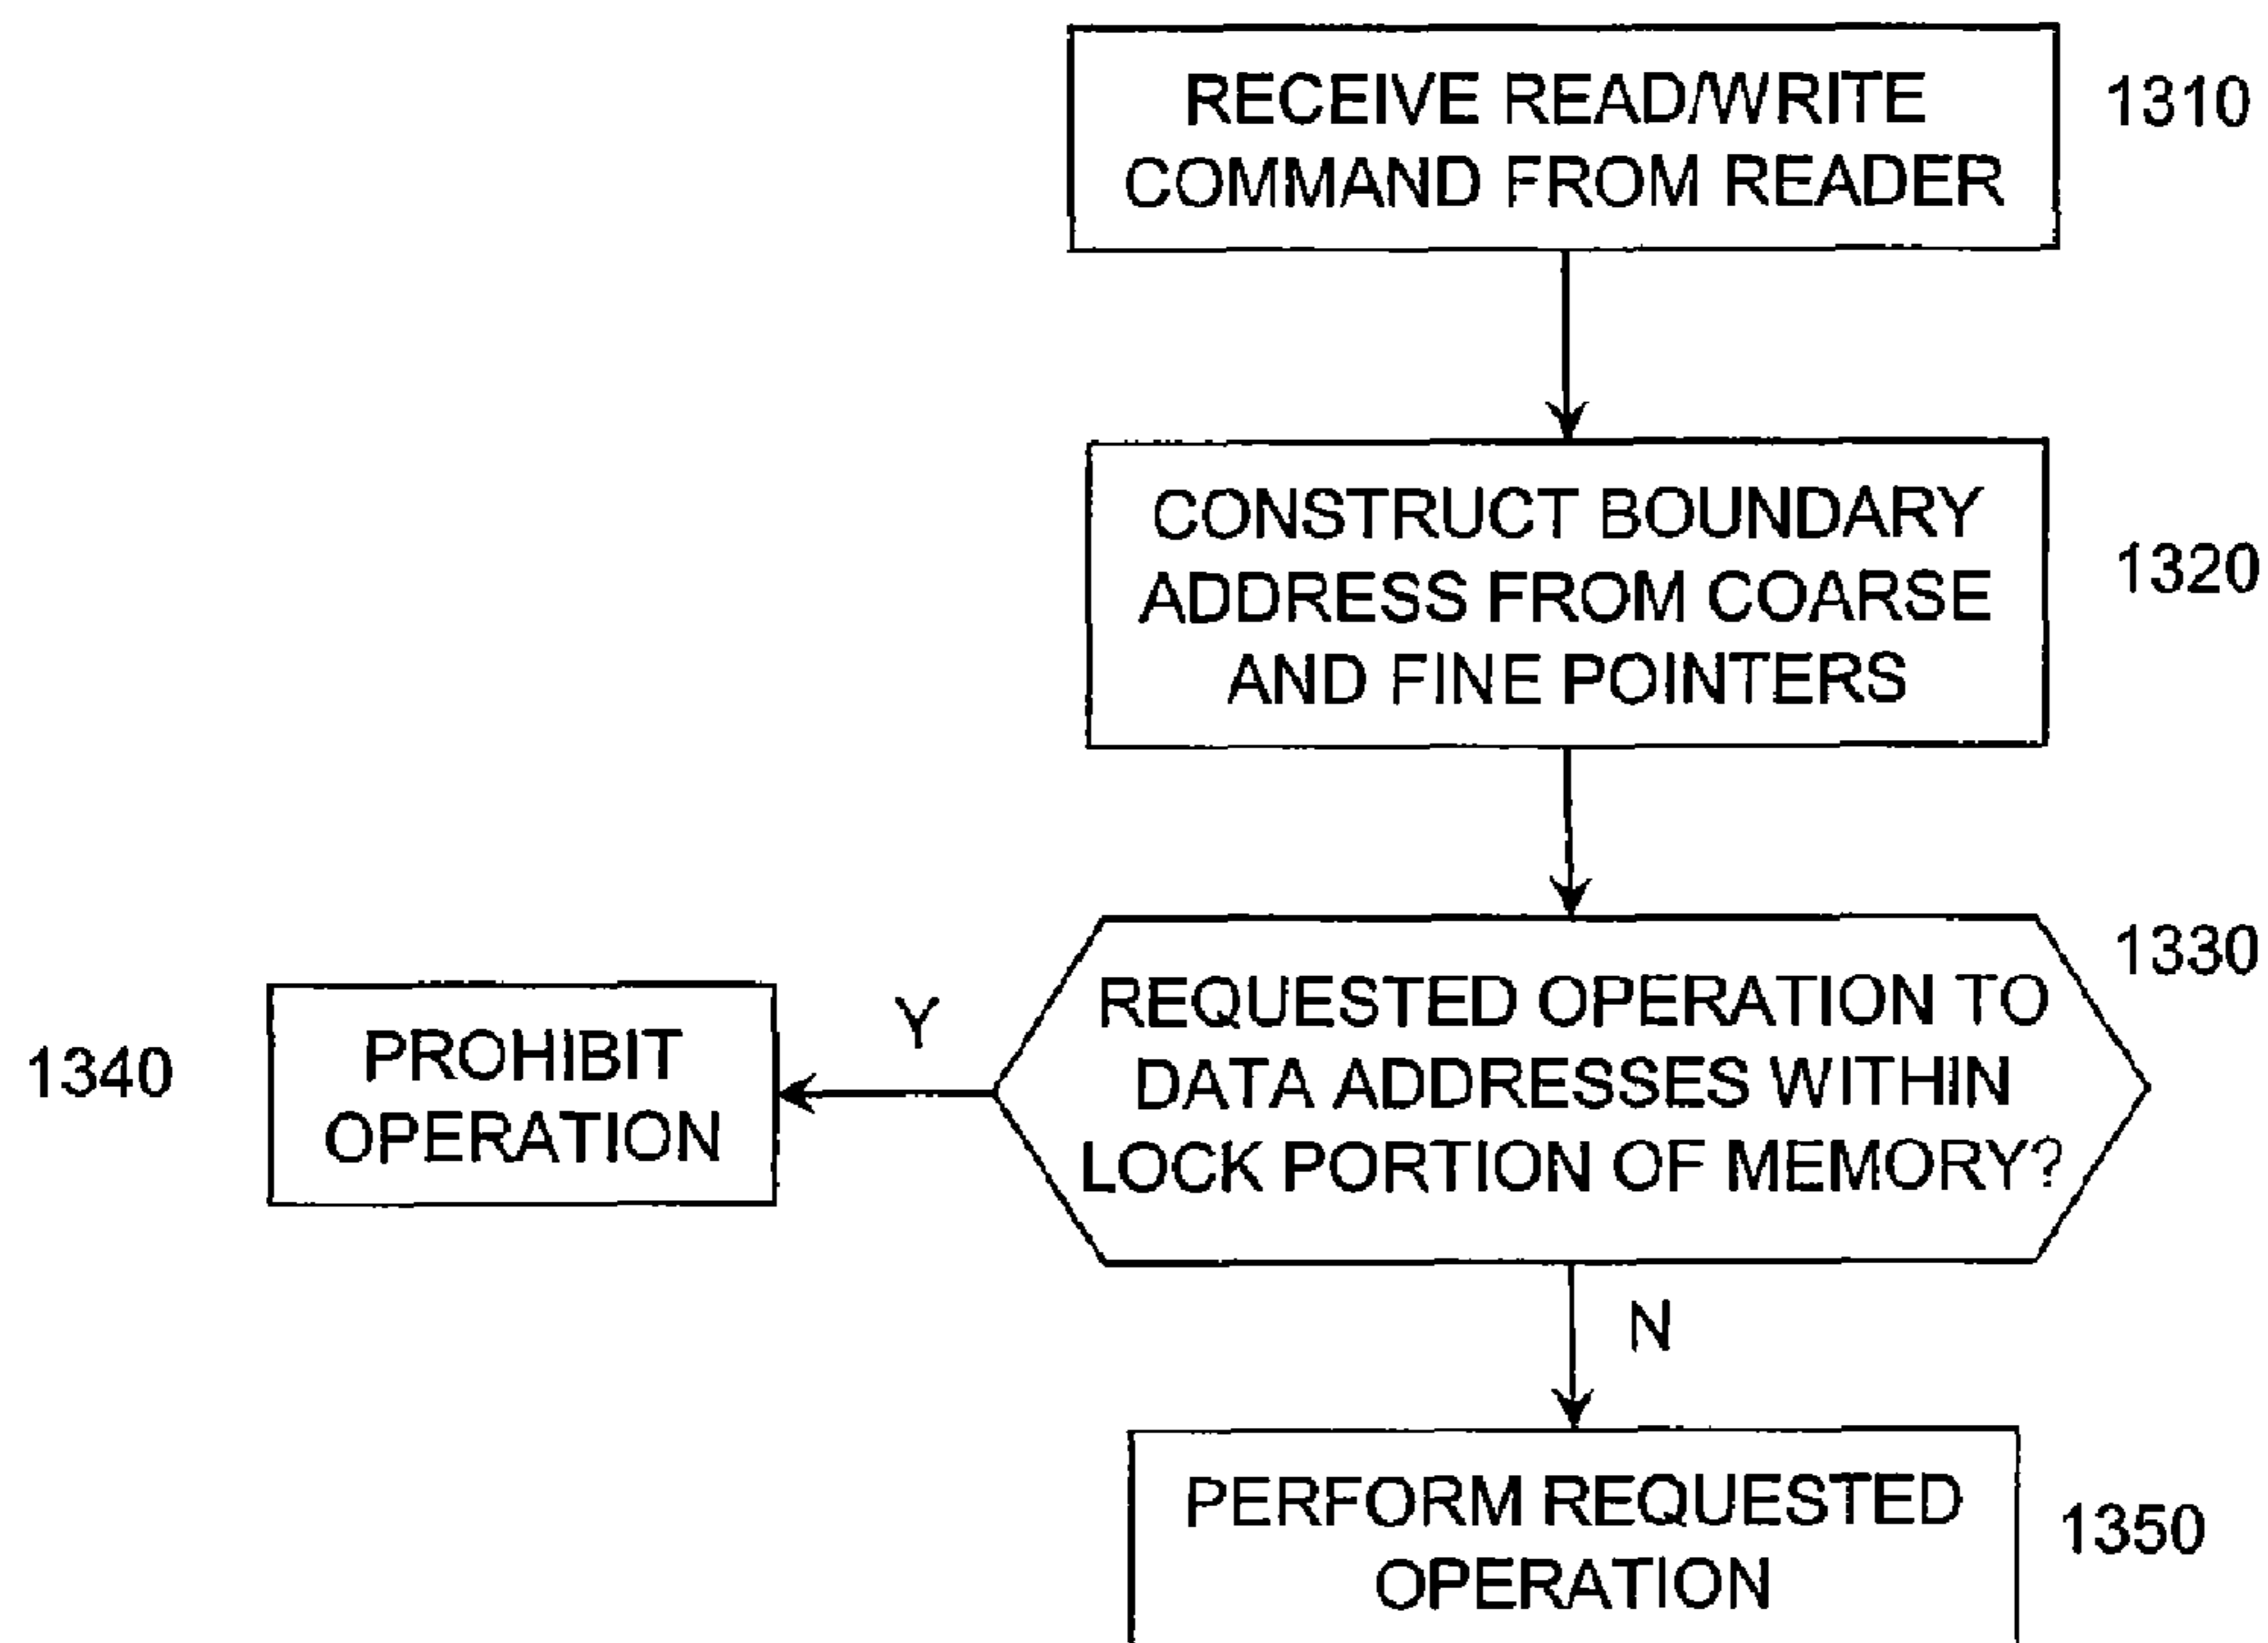 RECEIVE READ/WRITE
COMMAND FROM READER
1310
CONSTRUCT BOUNDARY
ADDRESS FROM COARSE
AND FINE POINTERS
1320
REQUESTED OPERATION TO
DATA ADDRESSES WITHIN
LOCK PORTION OF MEMORY?
1330
Y
PROHIBIT
OPERATION
1340
N
PERFORM REQUESTED
OPERATION
1350